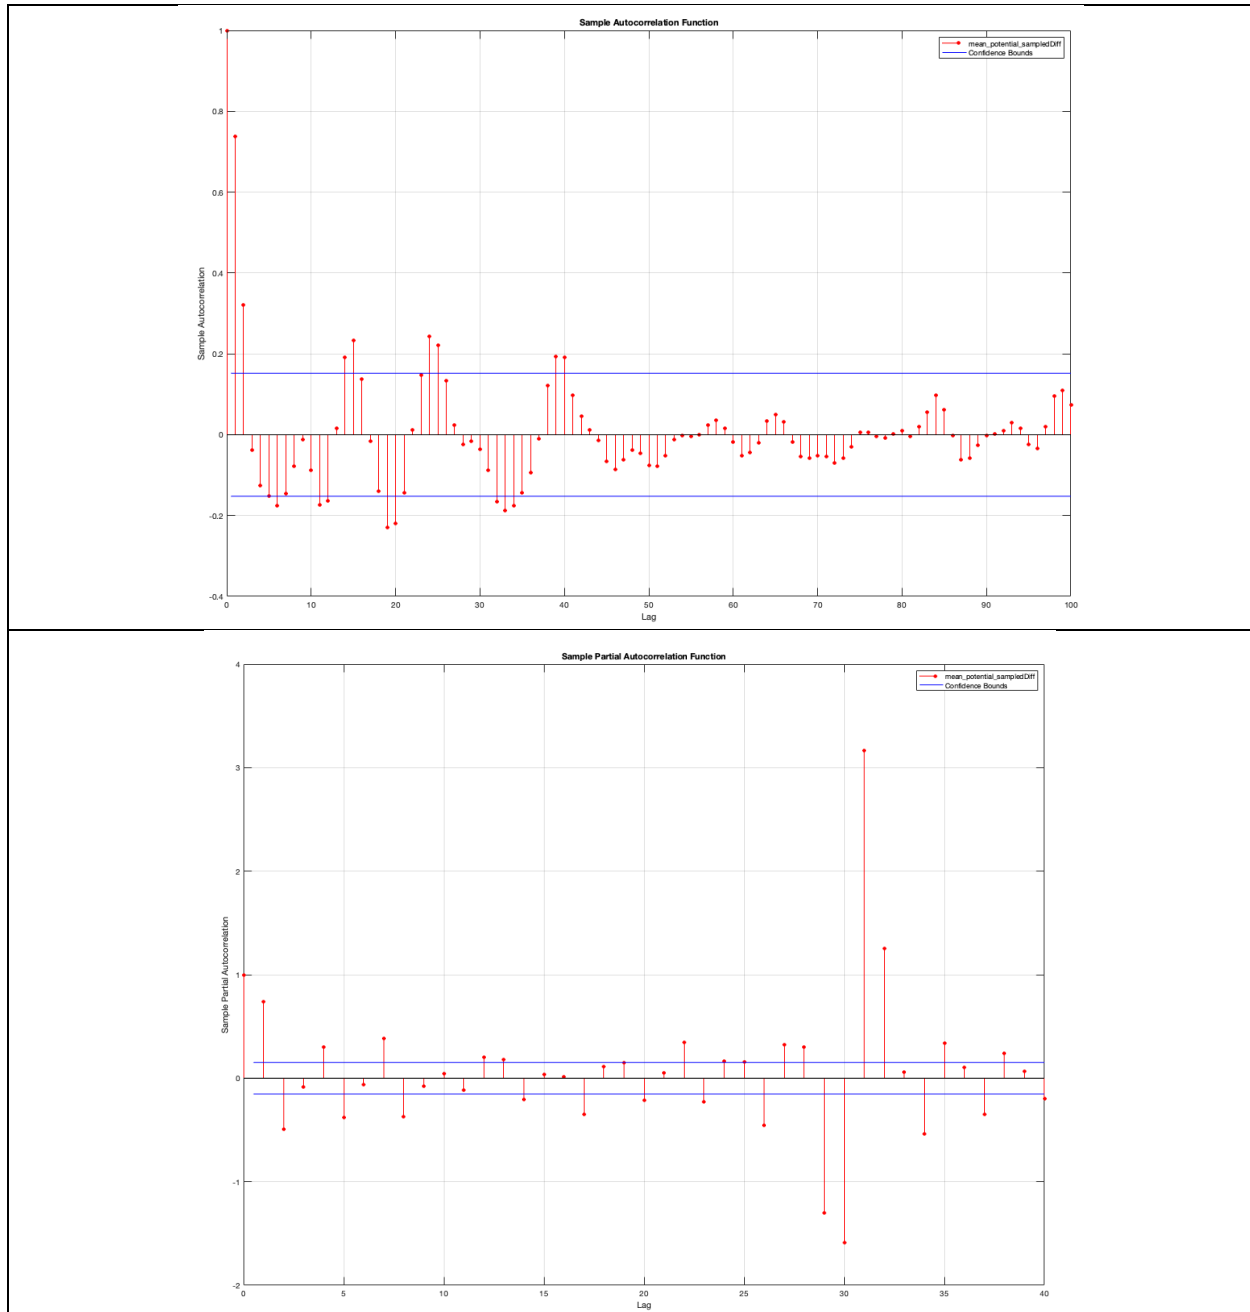 Sample Autocorrelation Function
mean_potential_sampledDiff
Confidence Bounds
Sample Autocorrelation
1
0.8
0.6
0.4
0.2
0
-0.2
-0.4
0 10 20 30 40 50 60 70 80 90 100
Lag
Sample Partial Autocorrelation Function
mean_potential_sampledDiff
Confidence Bounds
Sample Partial Autocorrelation
4
3
2
1
0
-1
-2
0 5 10 15 20 25 30 35 40
Lag